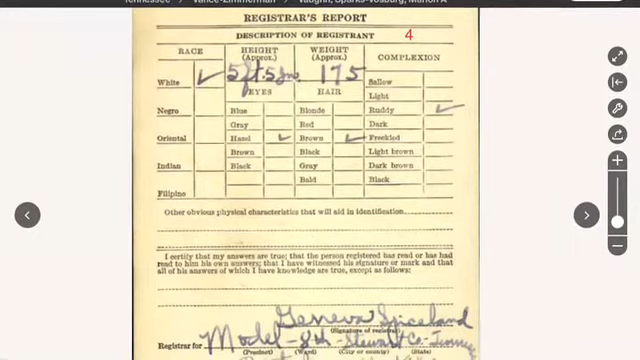 Tennessee / Vance-Zimmerman / Vaughn, Sparks-Vosburg, Marion A
REGISTRAR'S REPORT
DESCRIPTION OF REGISTRANT 4
RACE HEIGHT (Approx.) WEIGHT (Approx.) COMPLEXION
White ✓ 5 ft. 5 In. 175 Sallow
EYES HAIR Light
Negro Blue Blonde Ruddy ✓
Gray Red Dark
Oriental Hazel ✓ Brown ✓ Freckled
Brown Black Light brown
Indian Black Gray Dark brown
Bald Black
Filipino
Other obvious physical characteristics that will aid in identification
I certify that my answers are true; that the person registered has read or has had
read to him his own answers; that I have witnessed his signature or mark and that
all of his answers of which I have knowledge are true, except as follows:
Geneva Spiceland
(Signature of registrar)
Registrar for Model - 8th - Stewart Co.
(Precinct) (Ward) (City or county) (State)